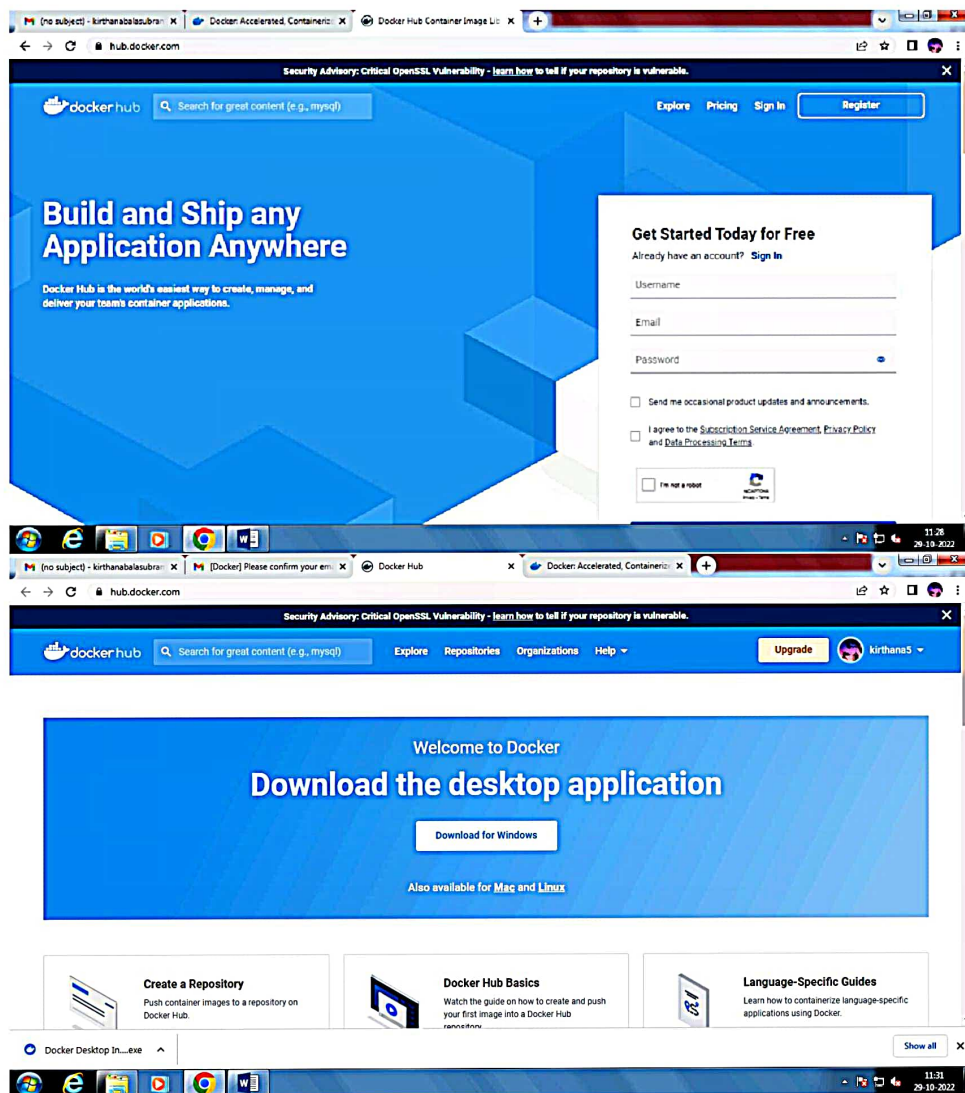 (no subject) - kirthanabalasubran
Docker: Accelerated, Containeriz
Docker Hub Container Image Lib
hub.docker.com
Security Advisory: Critical OpenSSL Vulnerability - learn how to tell if your repository is vulnerable.
docker hub
Search for great content (e.g., mysql)
Explore
Pricing
Sign In
Register
Build and Ship any
Application Anywhere
Docker Hub is the world's easiest way to create, manage, and
deliver your team's container applications.
Get Started Today for Free
Already have an account? Sign In
Username
Email
Password
Send me occasional product updates and announcements.
I agree to the Subscription Service Agreement, Privacy Policy
and Data Processing Terms.
I'm not a robot
reCAPTCHA
Privacy - Terms
11:28
29-10-2022
(no subject) - kirthanabalasubran
[Docker] Please confirm your em
Docker Hub
Docker: Accelerated, Containeriz
hub.docker.com
Security Advisory: Critical OpenSSL Vulnerability - learn how to tell if your repository is vulnerable.
docker hub
Search for great content (e.g., mysql)
Explore
Repositories
Organizations
Help
Upgrade
kirthana5
Welcome to Docker
Download the desktop application
Download for Windows
Also available for Mac and Linux
Create a Repository
Push container images to a repository on
Docker Hub.
Docker Hub Basics
Watch the guide on how to create and push
your first image into a Docker Hub
repository.
Language-Specific Guides
Learn how to containerize language-specific
applications using Docker.
Docker Desktop In....exe
Show all
11:31
29-10-2022